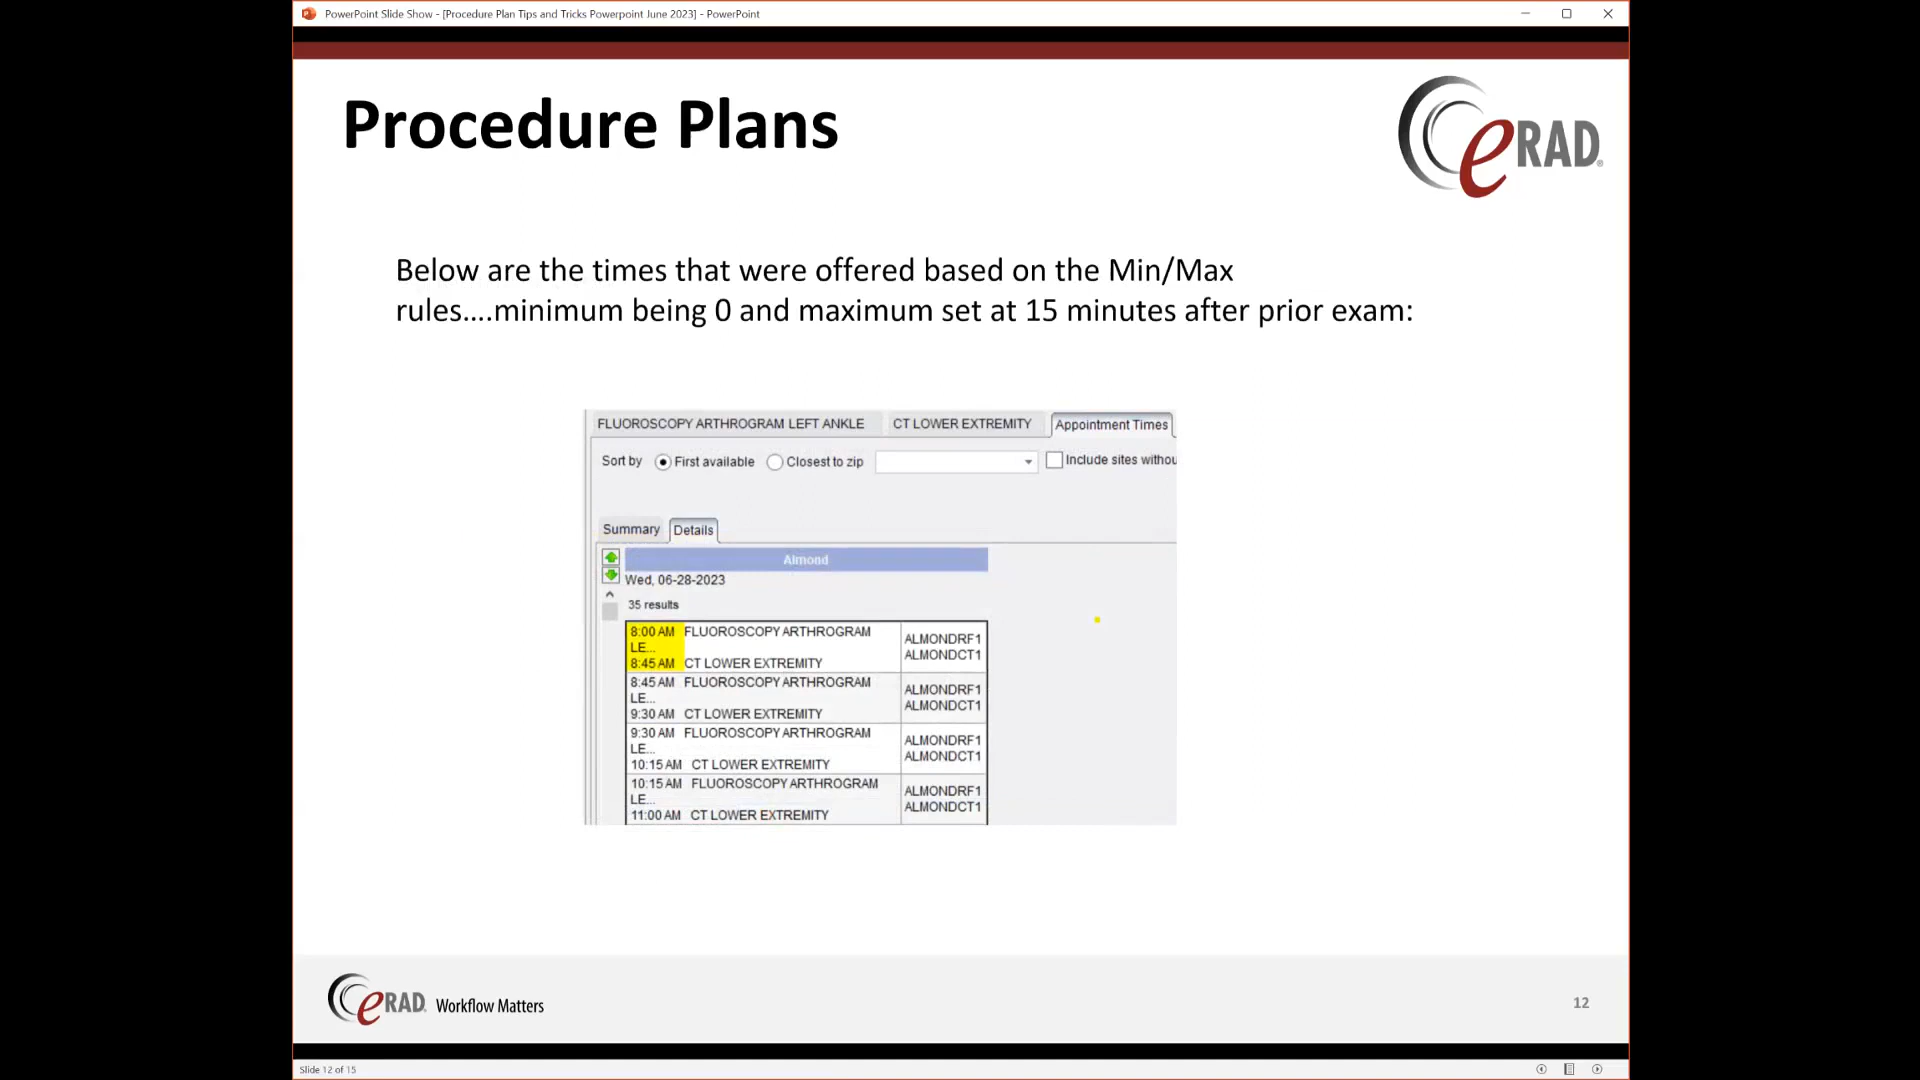 PowerPoint Slide Show - [Procedure Plan Tips and Tricks Powerpoint June 2023] - PowerPoint
Procedure Plans
eRAD®
Below are the times that were offered based on the Min/Max
rules....minimum being 0 and maximum set at 15 minutes after prior exam:
FLUOROSCOPY ARTHROGRAM LEFT ANKLE CT LOWER EXTREMITY Appointment Times
Sort by First available Closest to zip Include sites withou
Summary Details
Almond
Wed, 06-28-2023
35 results
8:00 AM FLUOROSCOPY ARTHROGRAM
LE...
8:45 AM CT LOWER EXTREMITY
ALMONDRF1
ALMONDCT1
8:45 AM FLUOROSCOPY ARTHROGRAM
LE...
9:30 AM CT LOWER EXTREMITY
ALMONDRF1
ALMONDCT1
9:30 AM FLUOROSCOPY ARTHROGRAM
LE...
10:15 AM CT LOWER EXTREMITY
ALMONDRF1
ALMONDCT1
10:15 AM FLUOROSCOPY ARTHROGRAM
LE...
11:00 AM CT LOWER EXTREMITY
ALMONDRF1
ALMONDCT1
eRAD Workflow Matters
12
Slide 12 of 15